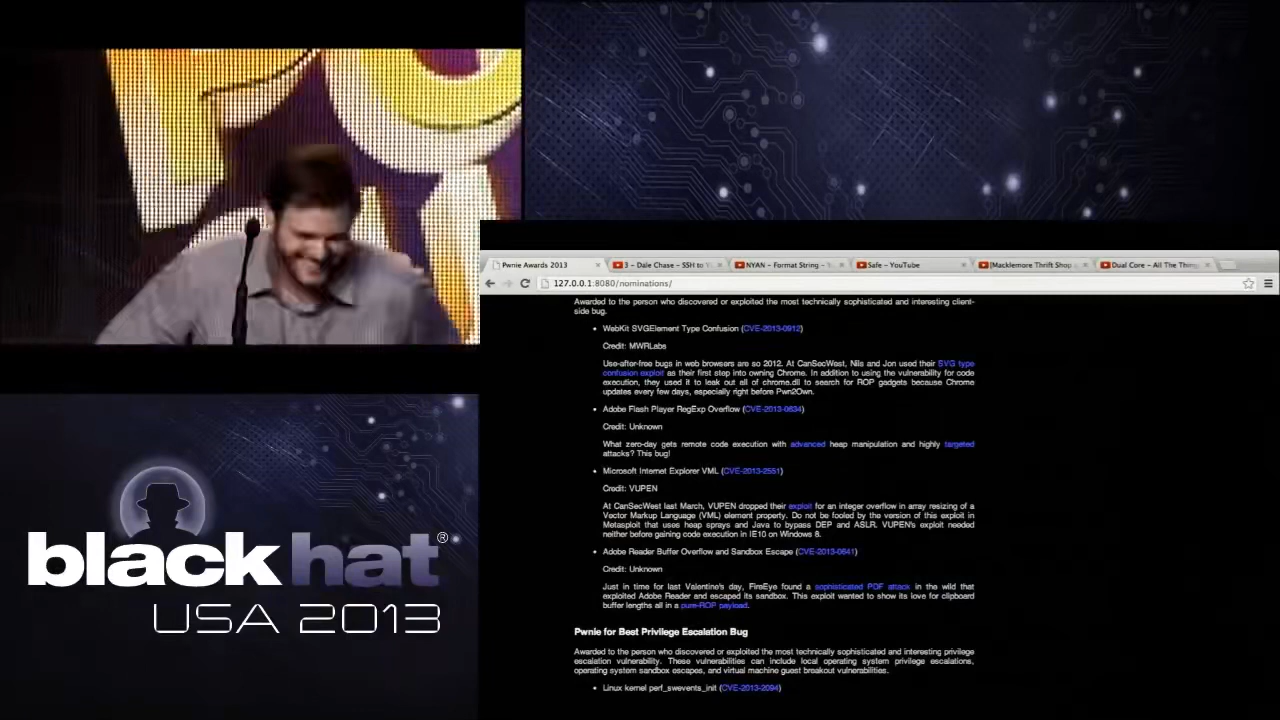 Pwnie Awards 2013
3 - Dale Chase - SSH to Y
NYAN - Format String -
Safe - YouTube
[Macklemore Thrift Shop
Dual Core - All The Thin
127.0.0.1:8080/nominations/
Awarded to the person who discovered or exploited the most technically sophisticated and interesting client-
side bug.
• WebKit SVGElement Type Confusion (CVE-2013-0912)
Credit: MWRLabs
Use-after-free bugs in web browsers are so 2012. At CanSecWest, Nils and Jon used their SVG type
confusion exploit as their first step into owning Chrome. In addition to using the vulnerability for code
execution, they used it to leak out all of chrome.dll to search for ROP gadgets because Chrome
updates every few days, especially right before Pwn2Own.
• Adobe Flash Player RegExp Overflow (CVE-2013-0634)
Credit: Unknown
What zero-day gets remote code execution with advanced heap manipulation and highly targeted
attacks? This bug!
• Microsoft Internet Explorer VML (CVE-2013-2551)
Credit: VUPEN
At CanSecWest last March, VUPEN dropped their exploit for an integer overflow in array resizing of a
Vector Markup Language (VML) element property. Do not be fooled by the version of this exploit in
Metasploit that uses heap sprays and Java to bypass DEP and ASLR. VUPEN's exploit needed
neither before gaining code execution in IE10 on Windows 8.
• Adobe Reader Buffer Overflow and Sandbox Escape (CVE-2013-0641)
Credit: Unknown
Just in time for last Valentine's day, FireEye found a sophisticated PDF attack in the wild that
exploited Adobe Reader and escaped its sandbox. This exploit wanted to show its love for clipboard
buffer lengths all in a pure-ROP payload.
Pwnie for Best Privilege Escalation Bug
Awarded to the person who discovered or exploited the most technically sophisticated and interesting privilege
escalation vulnerability. These vulnerabilities can include local operating system privilege escalations,
operating system sandbox escapes, and virtual machine guest breakout vulnerabilities.
• Linux kernel perf_swevents_init (CVE-2013-2094)
black hat®
USA 2013